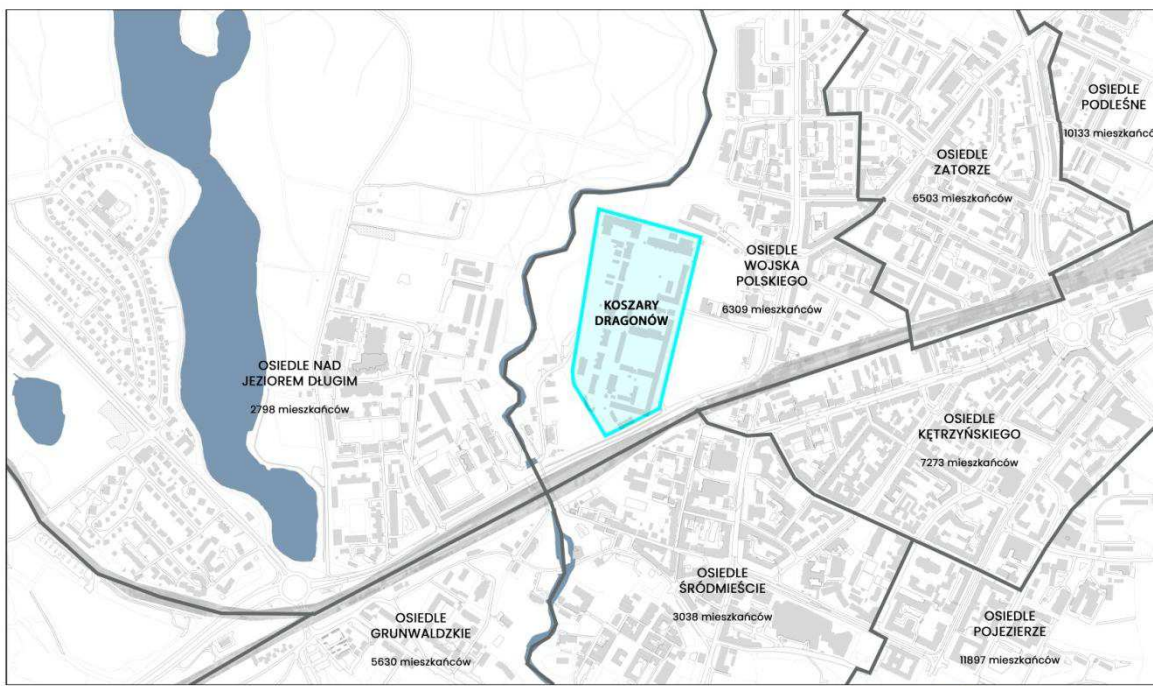 OSIEDLE
PODLEŚNE
10133 mieszkańcó
OSIEDLE
ZATORZE
6503 mieszkańców
OSIEDLE
WOJSKA
POLSKIEGO
6309 mieszkańców
KOSZARY
DRAGONÓW
OSIEDLE NAD
JEZIOREM DŁUGIM
2798 mieszkańców
OSIEDLE
KĘTRZYŃSKIEGO
7273 mieszkańców
OSIEDLE
ŚRÓDMIEŚCIE
3038 mieszkańców
OSIEDLE
GRUNWALDZKIE
5630 mieszkańców
OSIEDLE
POJEZIERZE
11897 mieszkańców